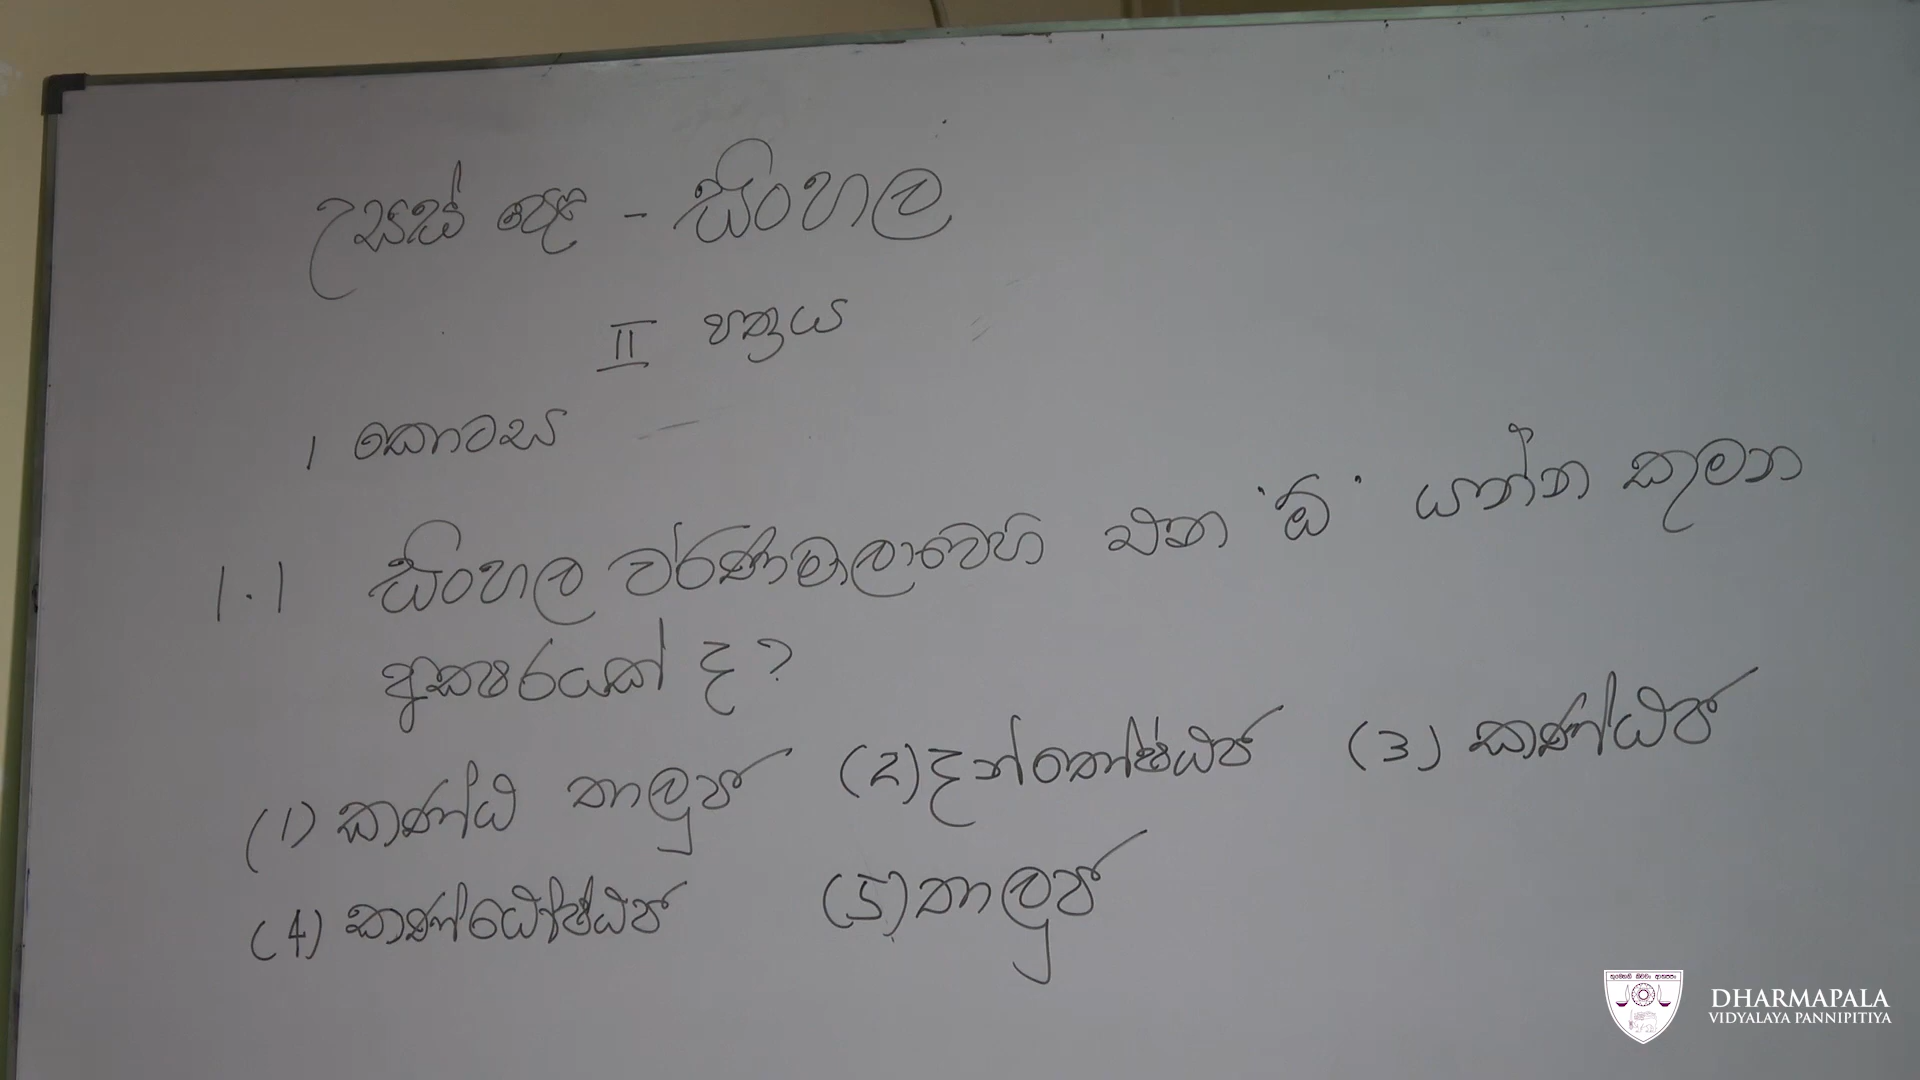 උසස් පෙළ - සිංහල
II පත්‍රය
1 කොටස
1.1 සිංහල වර්ණමාලාවෙහි එන 'ඕ' යන්න කුමන
අක්ෂරයක් ද?
(1) කණ්ඨ තාලුජ (2) දන්තෝෂ්ඨජ (3) කණ්ඨජ
(4) කණ්ඨෝෂ්ඨජ (5) තාලුජ
DHARMAPALA
VIDYALAYA PANNIPITIYA